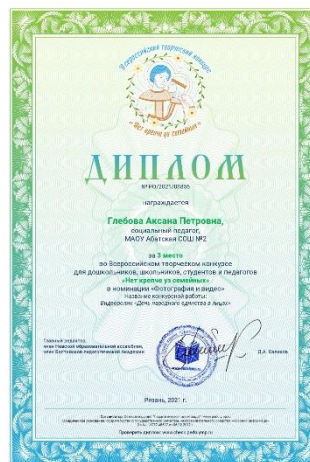 Всероссийский творческий конкурс
«Нет крепче уз семейных»
ДИПЛОМ
награждается
Глебова Аксана Петровна,
социальный педагог,
МАОУ Абатская СОШ №2
за 3 место
во Всероссийском творческом конкурсе
для дошкольников, школьников, студентов и педагогов
«Нет крепче уз семейных»
в номинации «Фотография и видео»
Название конкурсной работы:
Видеоролик «День народного единства в лицах»
Главный редактор,
Рязань, 2021 г.